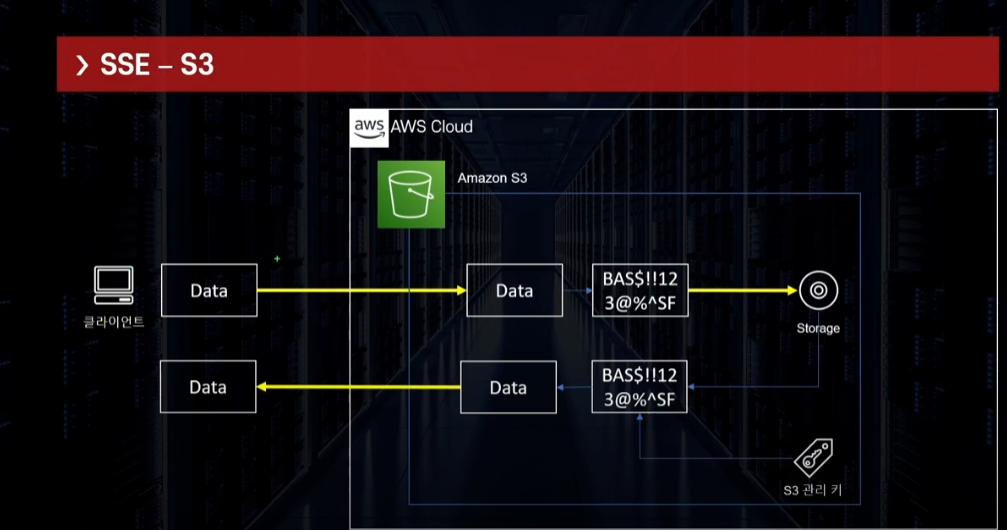 › SSE – S3
aws AWS Cloud
Amazon S3
Data
Data
BAS$!!12
3@%^SF
클라이언트
Storage
Data
Data
BAS$!!12
3@%^SF
S3 관리 키